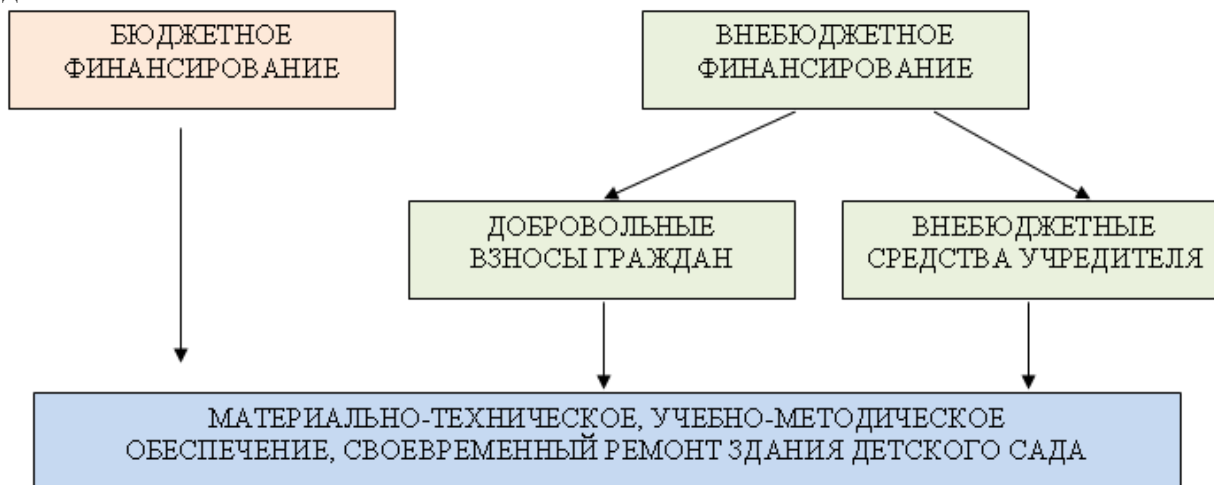 БЮДЖЕТНОЕ
ФИНАНСИРОВАНИЕ
ВНЕБЮДЖЕТНОЕ
ФИНАНСИРОВАНИЕ
ДОБРОВОЛЬНЫЕ
ВЗНОСЫ ГРАЖДАН
ВНЕБЮДЖЕТНЫЕ
СРЕДСТВА УЧРЕДИТЕЛЯ
МАТЕРИАЛЬНО-ТЕХНИЧЕСКОЕ, УЧЕБНО-МЕТОДИЧЕСКОЕ
ОБЕСПЕЧЕНИЕ, СВОЕВРЕМЕННЫЙ РЕМОНТ ЗДАНИЯ ДЕТСКОГО САДА